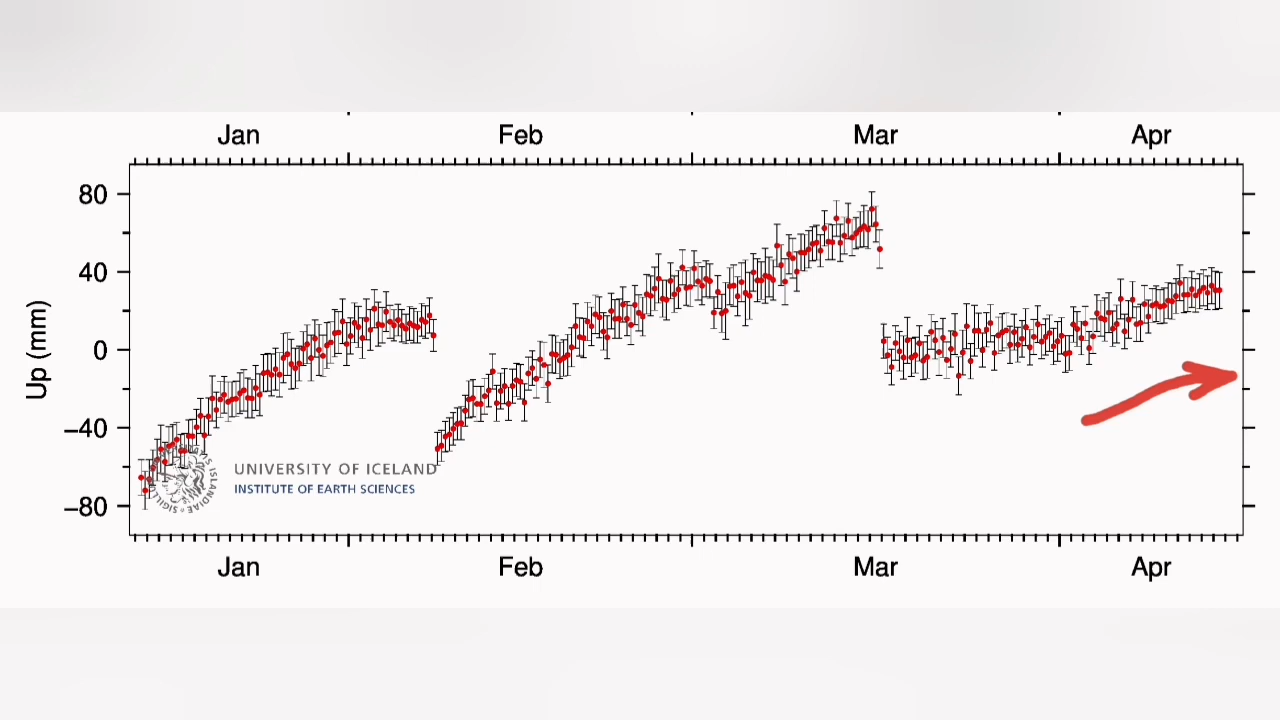 Jan Feb Mar Apr
80
40
0
−40
−80
Up (mm)
UNIVERSITY OF ICELAND
INSTITUTE OF EARTH SCIENCES
Jan Feb Mar Apr